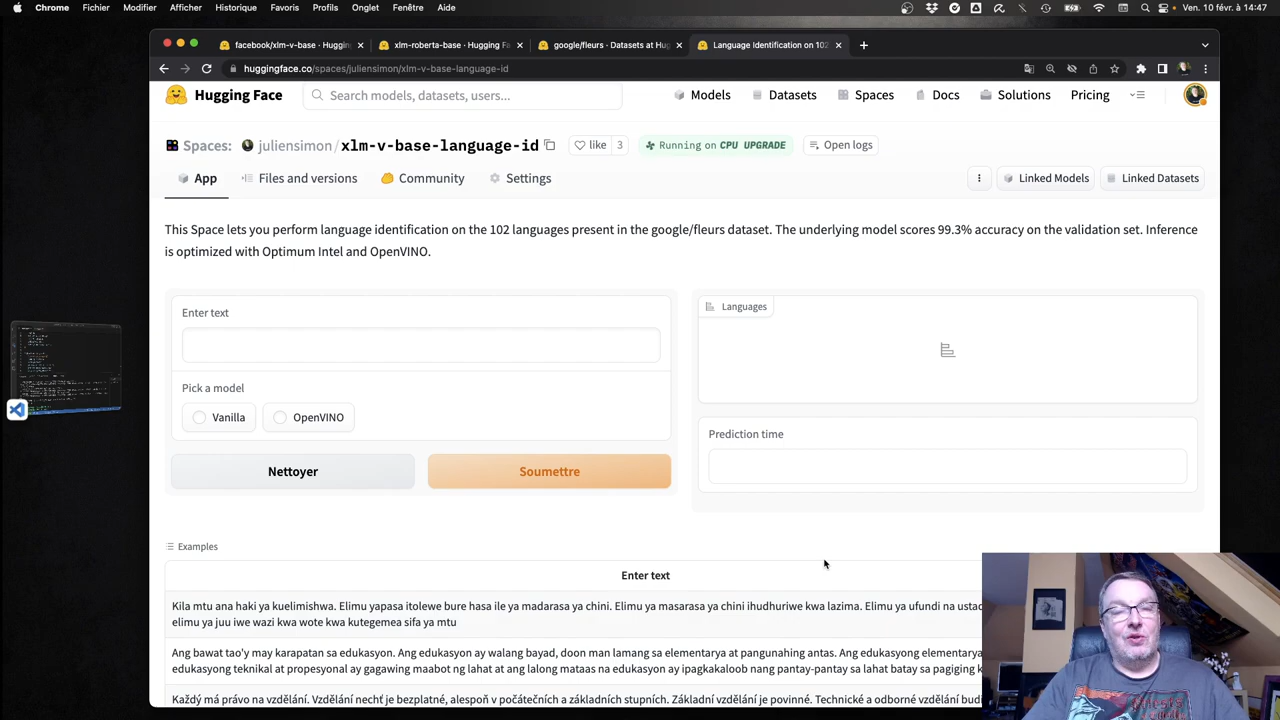 Chrome Fichier Modifier Afficher Historique Favoris Profils Onglet Fenêtre Aide Ven. 10 févr. à 14:47
facebook/xlm-v-base · Hugging xlm-roberta-base · Hugging Fa google/fleurs · Datasets at Hug Language Identification on 102
huggingface.co/spaces/juliensimon/xlm-v-base-language-id
Hugging Face Search models, datasets, users... Models Datasets Spaces Docs Solutions Pricing
Spaces: juliensimon/xlm-v-base-language-id like 3 Running on CPU UPGRADE Open logs
App Files and versions Community Settings Linked Models Linked Datasets
This Space lets you perform language identification on the 102 languages present in the google/fleurs dataset. The underlying model scores 99.3% accuracy on the validation set. Inference
is optimized with Optimum Intel and OpenVINO.
Enter text
Languages
Pick a model
Vanilla OpenVINO
Prediction time
Nettoyer Soumettre
Examples
Enter text
Kila mtu ana haki ya kuelimishwa. Elimu yapasa itolewe bure hasa ile ya madarasa ya chini. Elimu ya masarasa ya chini ihudhuriwe kwa lazima. Elimu ya ufundi na ustad
elimu ya juu iwe wazi kwa wote kwa kutegemea sifa ya mtu
Ang bawat tao'y may karapatan sa edukasyon. Ang edukasyon ay walang bayad, doon man lamang sa elementarya at pangunahing antas. Ang edukasyong elementarya
edukasyong teknikal at propesyonal ay gagawing maabot ng lahat at ang lalong mataas na edukasyon ay ipagkakaloob nang pantay-pantay sa lahat batay sa pagiging k
Každý má právo na vzdělání. Vzdělání nechť je bezplatné, alespoň v počátečních a základních stupních. Základní vzdělání je povinné. Technické a odborné vzdělání budi